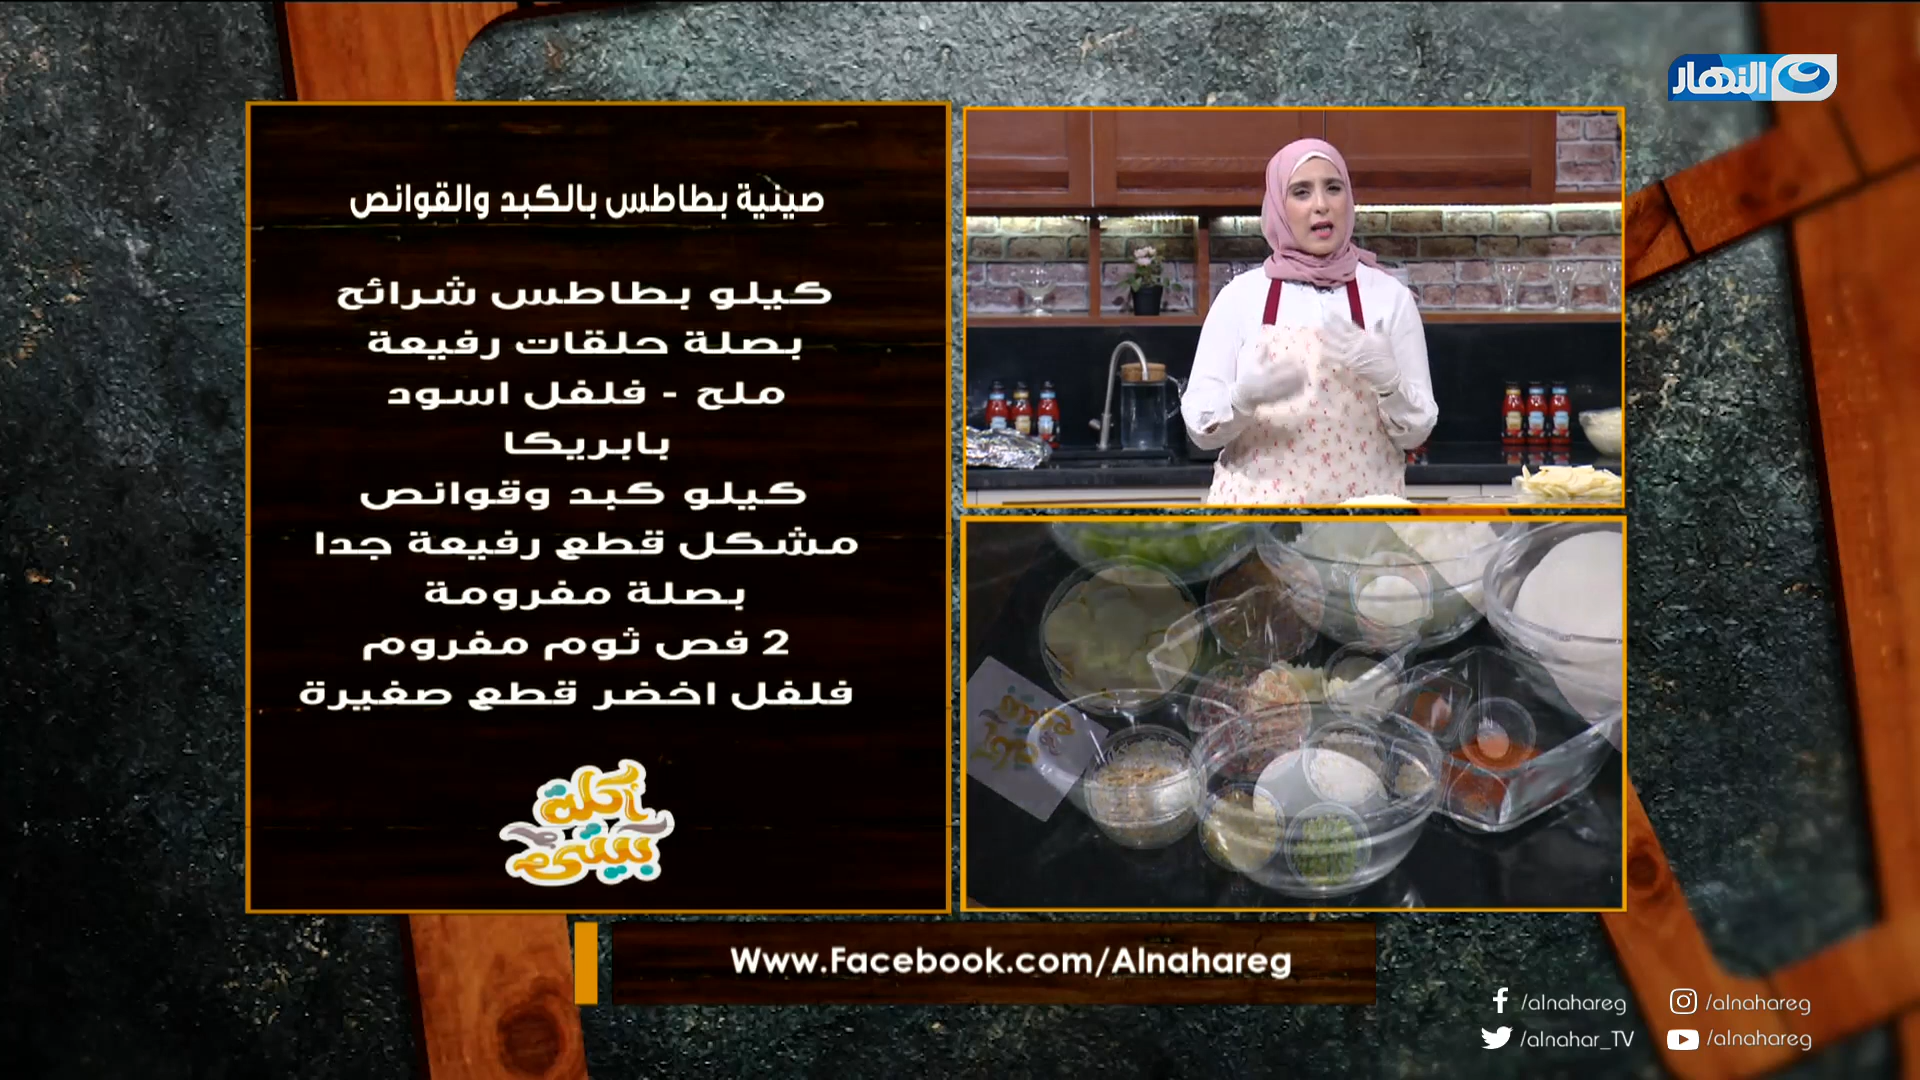 النهار
صينية بطاطس بالكبد والقوانص
كيلو بطاطس شرائح
بصلة حلقات رفيعة
ملح - فلفل اسود
بابريكا
كيلو كبد وقوانص
مشكل قطع رفيعة جدا
بصلة مفرومة
2 فص ثوم مفروم
فلفل اخضر قطع صغيرة
أكلة
بيتي
Www.Facebook.com/Alnahareg
/alnahareg
/alnahareg
/alnahar_TV
/alnahareg